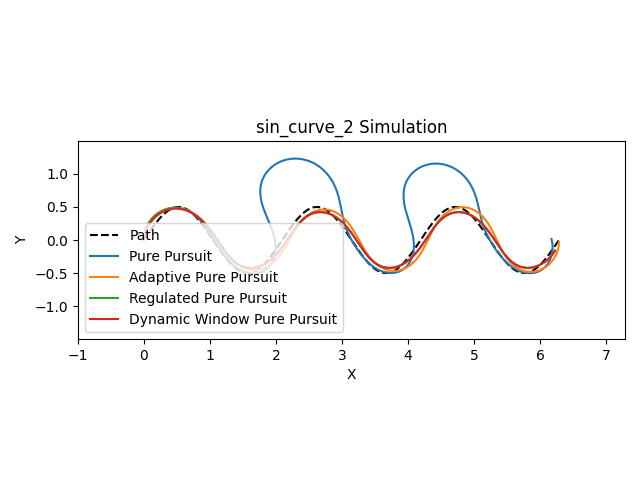 sin_curve_2 Simulation
1.0
0.5
0.0
−0.5
−1.0
Y
Path
Pure Pursuit
Adaptive Pure Pursuit
Regulated Pure Pursuit
Dynamic Window Pure Pursuit
−1 0 1 2 3 4 5 6 7
X